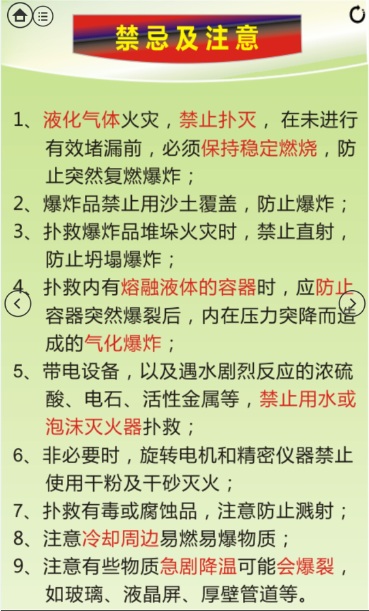 禁忌及注意
1、液化气体火灾，禁止扑灭，在未进行
有效堵漏前，必须保持稳定燃烧，防
止突然复燃爆炸；
2、爆炸品禁止用沙土覆盖，防止爆炸；
3、扑救爆炸品堆垛火灾时，禁止直射，
防止坍塌爆炸；
4、扑救内有熔融液体的容器时，应防止
容器突然爆裂后，内在压力突降而造
成的气化爆炸；
5、带电设备，以及遇水剧烈反应的浓硫
酸、电石、活性金属等，禁止用水或
泡沫灭火器扑救；
6、非必要时，旋转电机和精密仪器禁止
使用干粉及干砂灭火；
7、扑救有毒或腐蚀品，注意防止溅射；
8、注意冷却周边易燃易爆物质；
9、注意有些物质急剧降温可能会爆裂，
如玻璃、液晶屏、厚壁管道等。